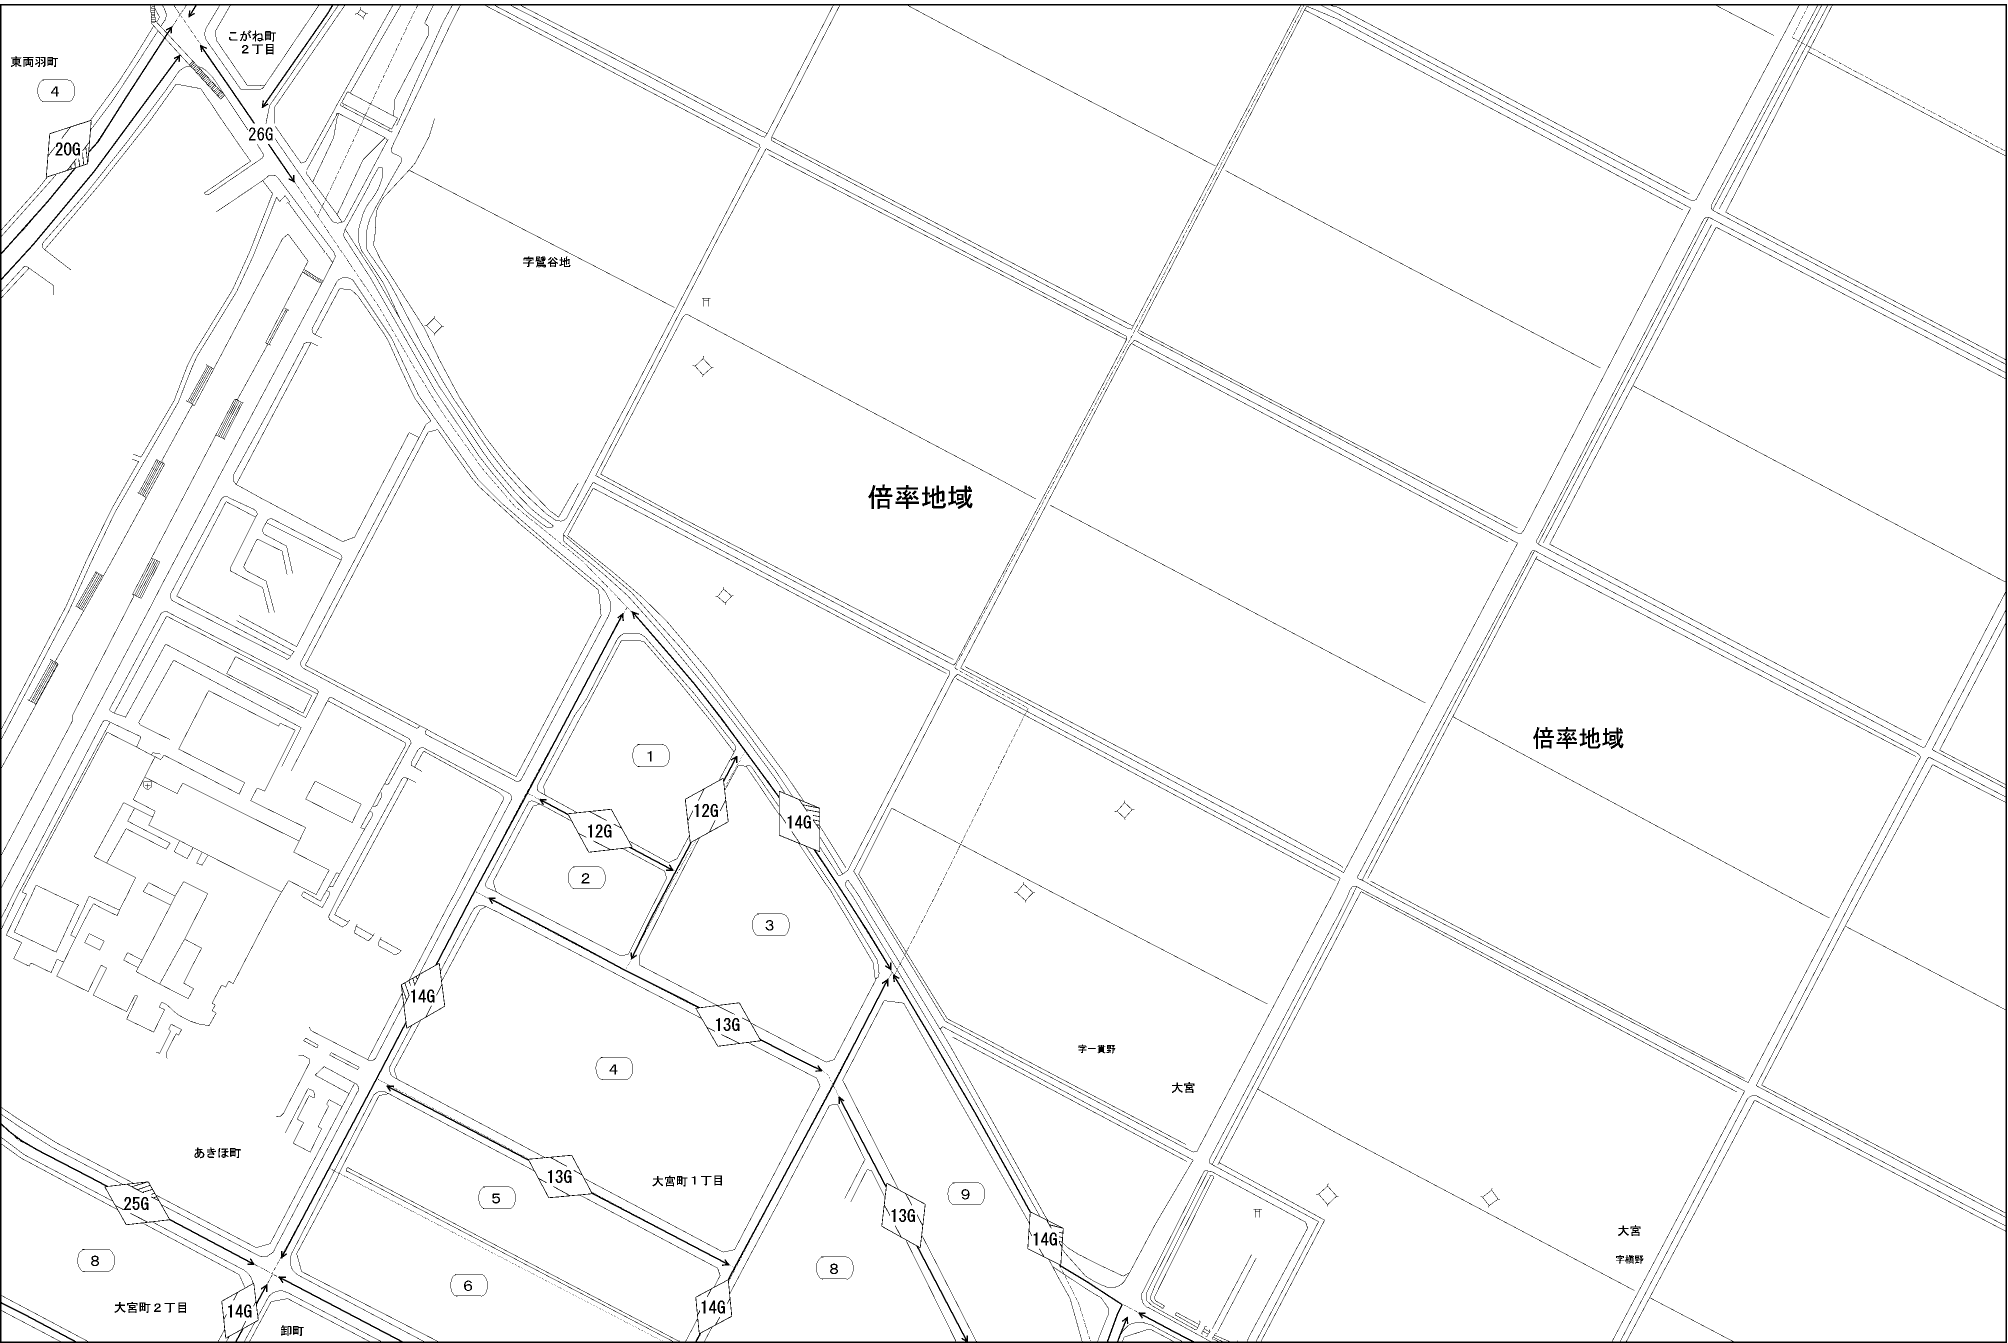 こがね町
２丁目
東両羽町
4
26G
20G
字鷺谷地
倍率地域
倍率地域
1
12G
12G
14G
2
3
14G
13G
字一貫野
4
大宮
あきほ町
13G
大宮町１丁目
5
9
25G
13G
大宮
字横野
14G
8
8
6
大宮町２丁目
14G
14G
卸町